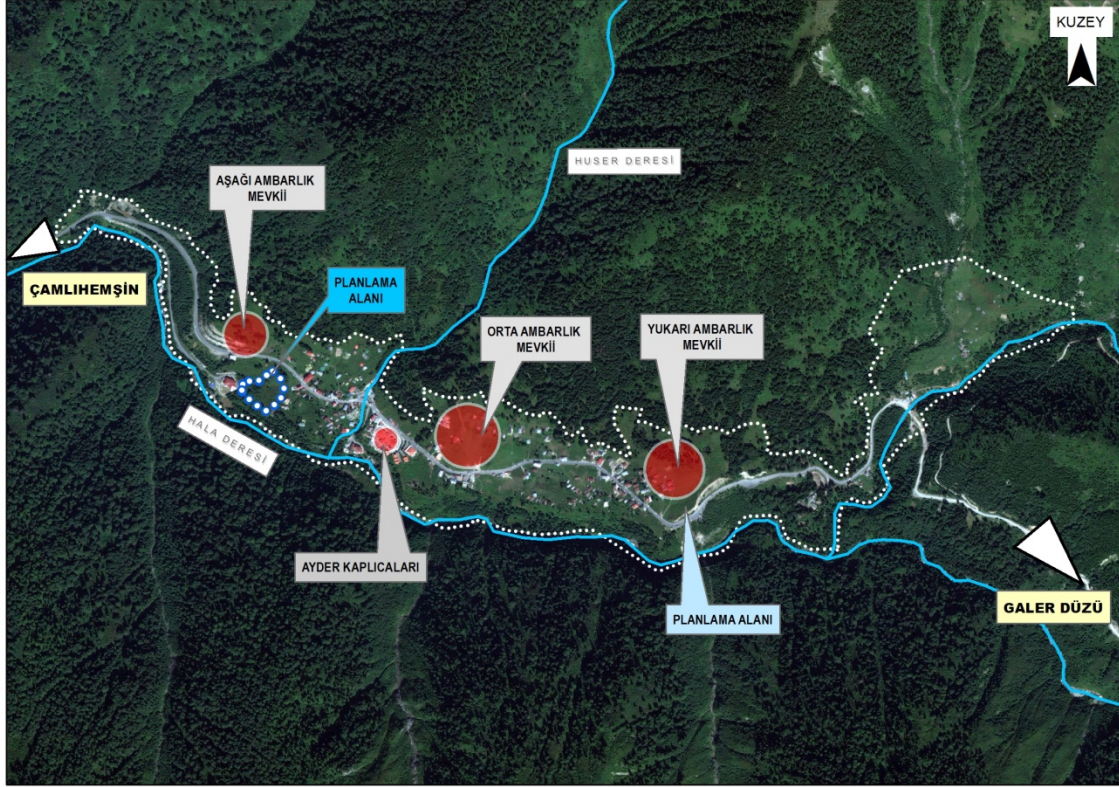 KUZEY
HUSER DERESİ
AŞAĞI AMBARLIK
MEVKİİ
ÇAMLIHEMŞİN
PLANLAMA
ALANI
ORTA AMBARLIK
MEVKİİ
YUKARI AMBARLIK
MEVKİİ
HALA DERESİ
AYDER KAPLICALARI
PLANLAMA ALANI
GALER DÜZÜ